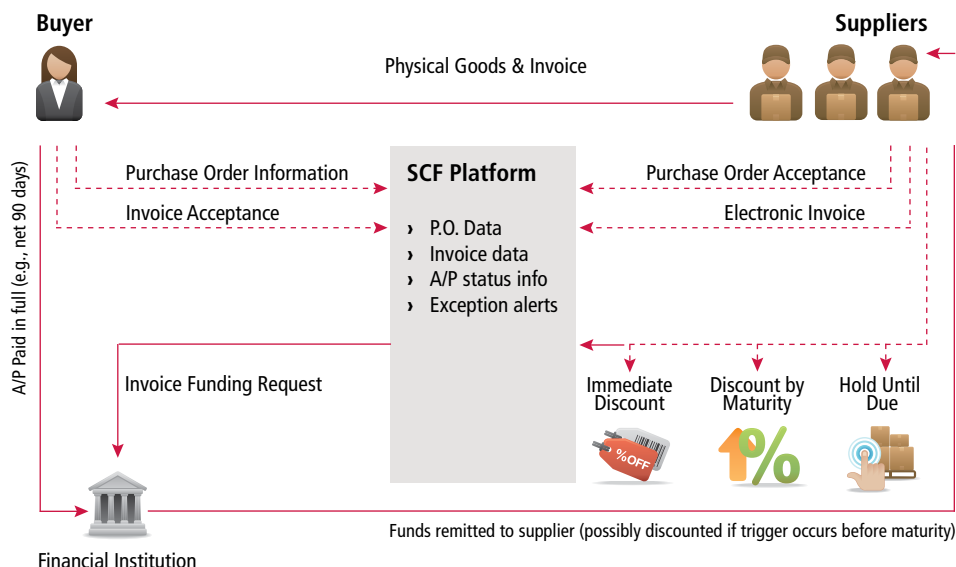 Buyer
Suppliers
Physical Goods & Invoice
A/P Paid in full (e.g., net 90 days)
Purchase Order Information
Invoice Acceptance
SCF Platform
› P.O. Data
› Invoice data
› A/P status info
› Exception alerts
Purchase Order Acceptance
Electronic Invoice
Invoice Funding Request
Immediate
Discount
Discount by
Maturity
Hold Until
Due
%OFF
%
Funds remitted to supplier (possibly discounted if trigger occurs before maturity)
Financial Institution